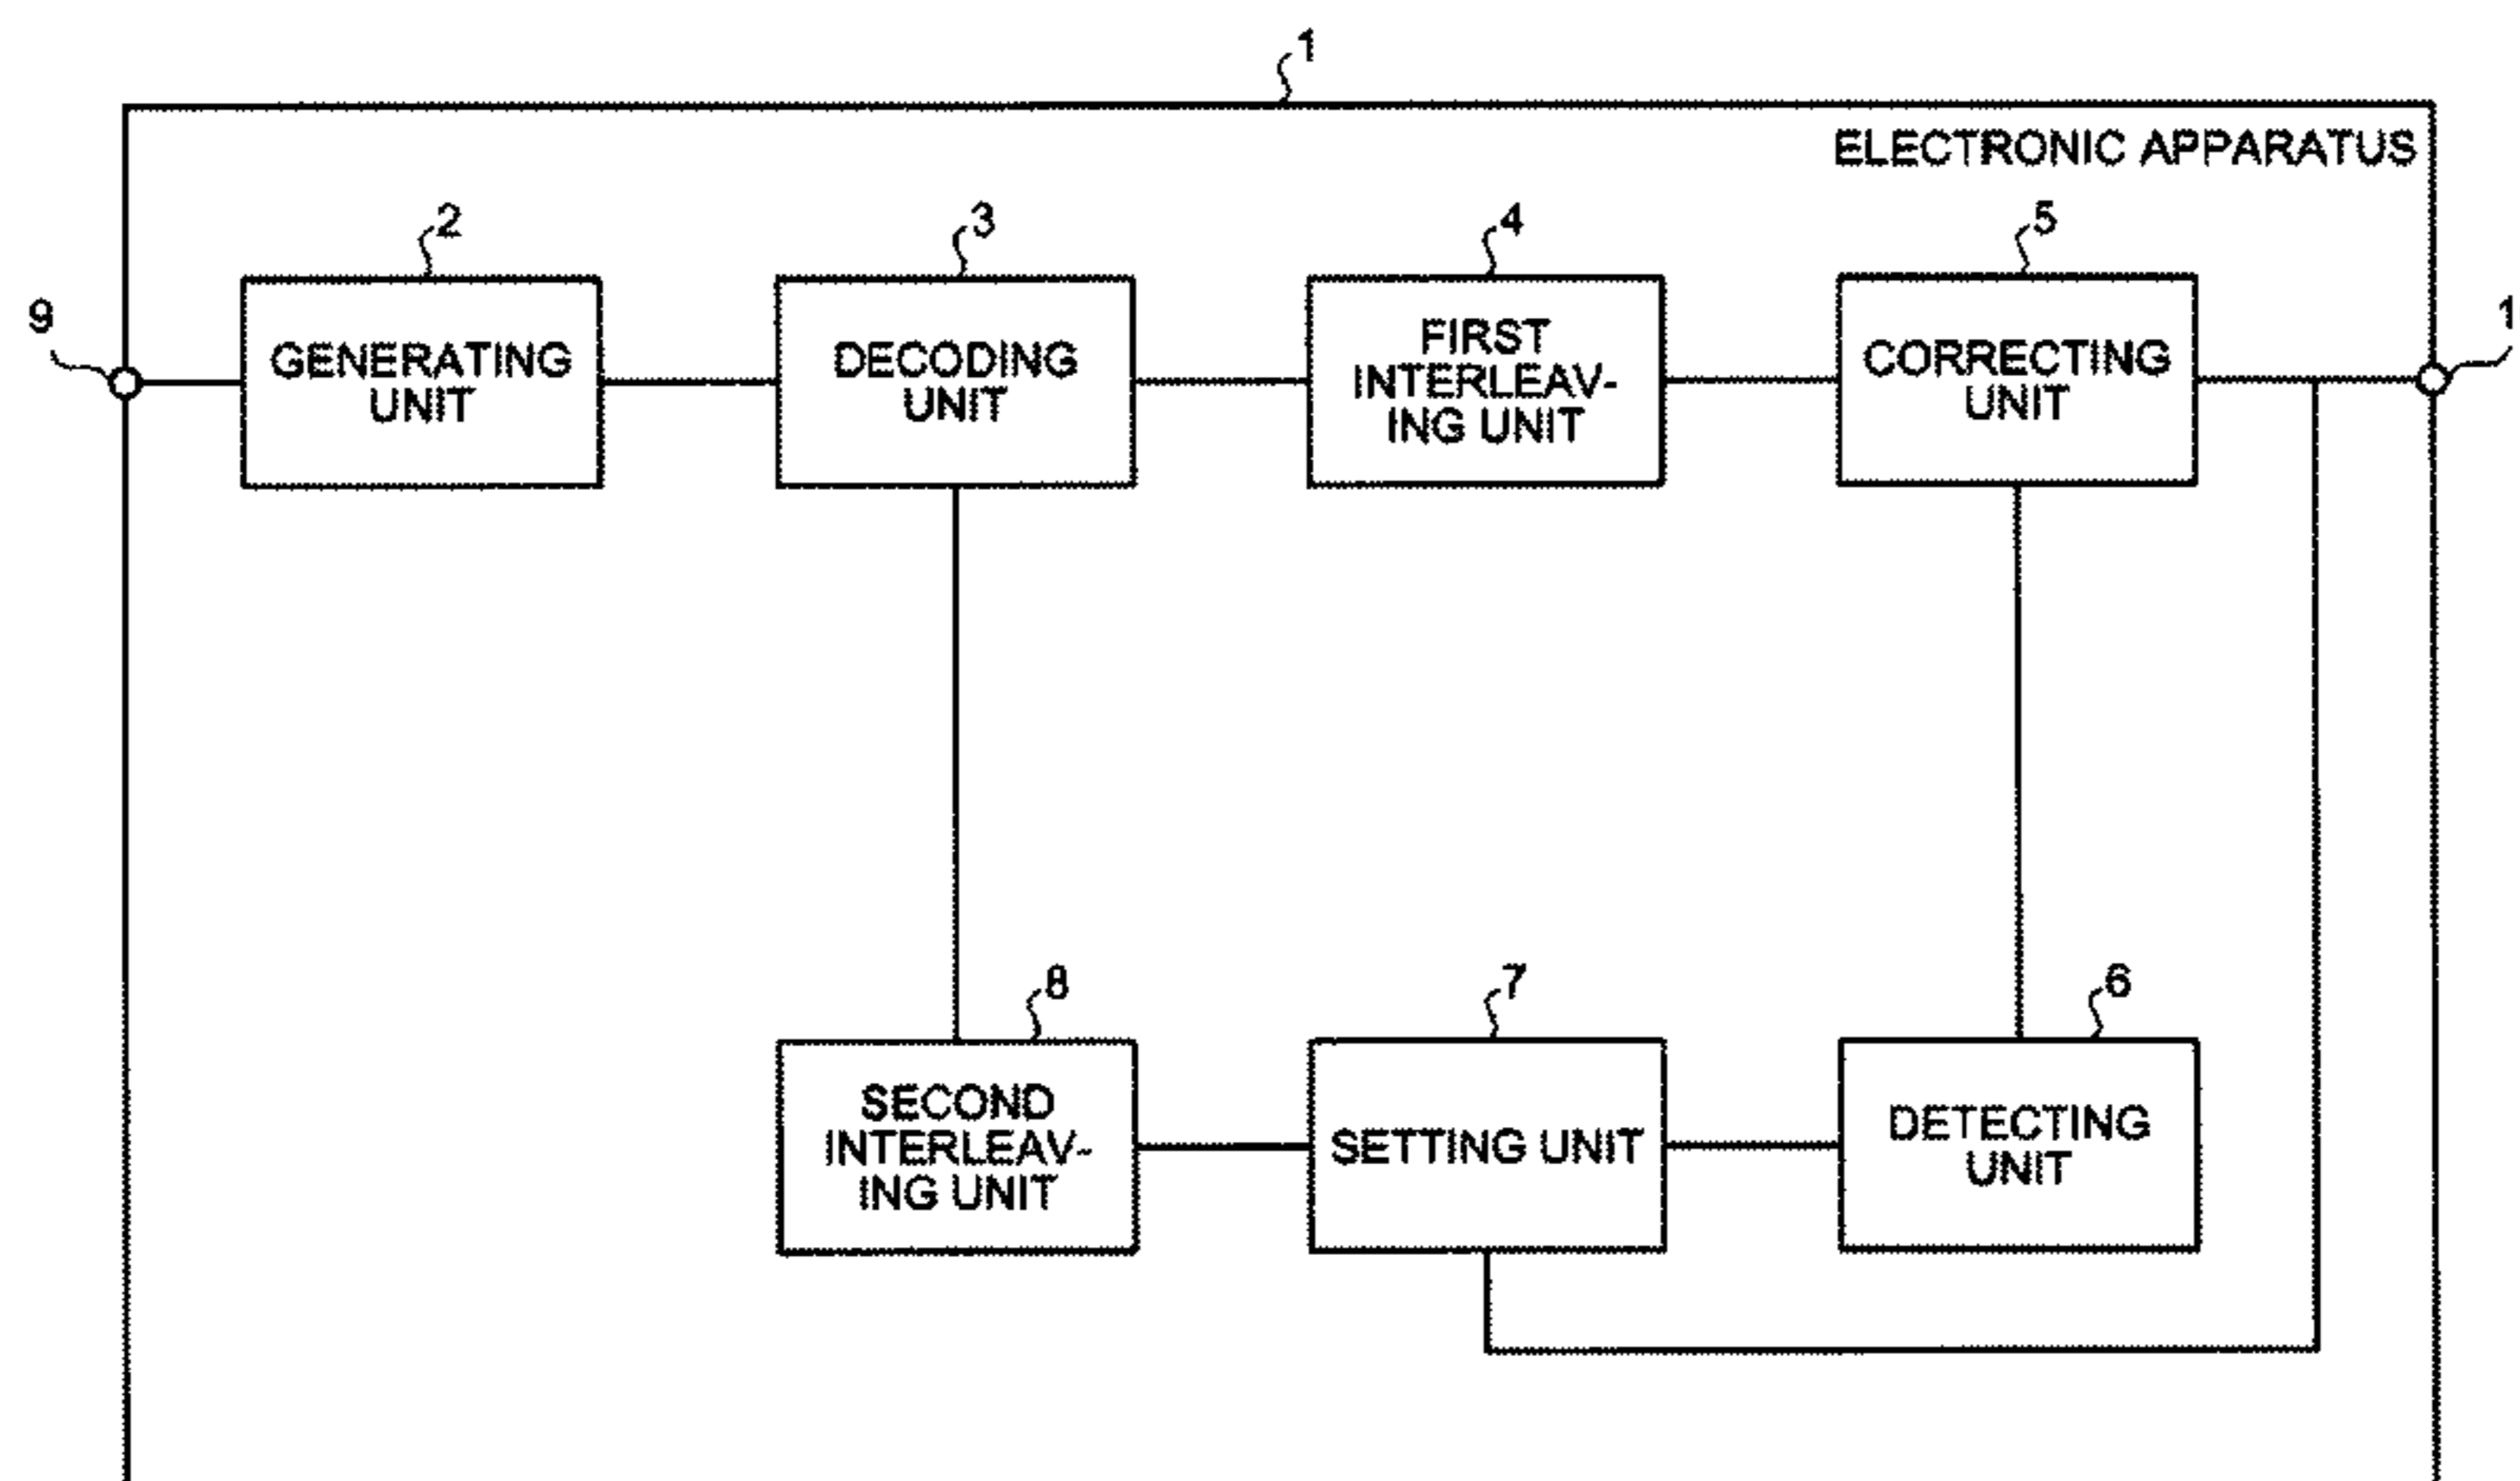 1
ELECTRONIC APPARATUS
2
3
4
5
9
1
GENERATING
UNIT
DECODING
UNIT
FIRST
INTERLEAV-
ING UNIT
CORRECTING
UNIT
8
7
6
SECOND
INTERLEAV-
ING UNIT
SETTING UNIT
DETECTING
UNIT